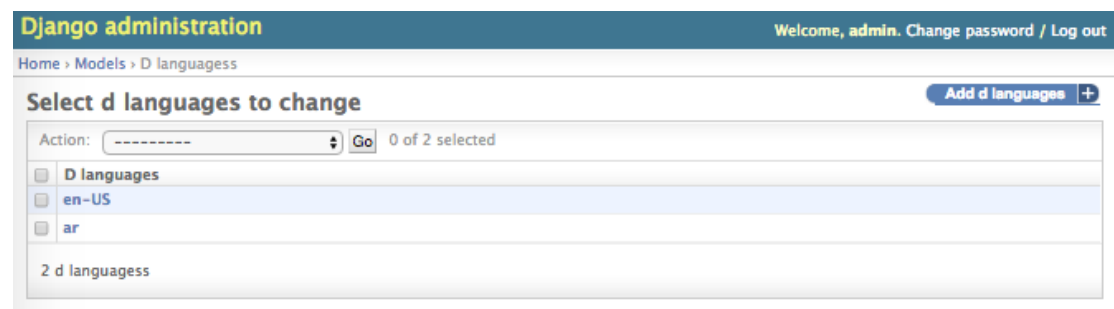 Django administration
Welcome, admin. Change password / Log out
Home › Models › D languagess
Select d languages to change
Add d languages +
Action: --------- Go 0 of 2 selected
D languages
en-US
ar
2 d languagess